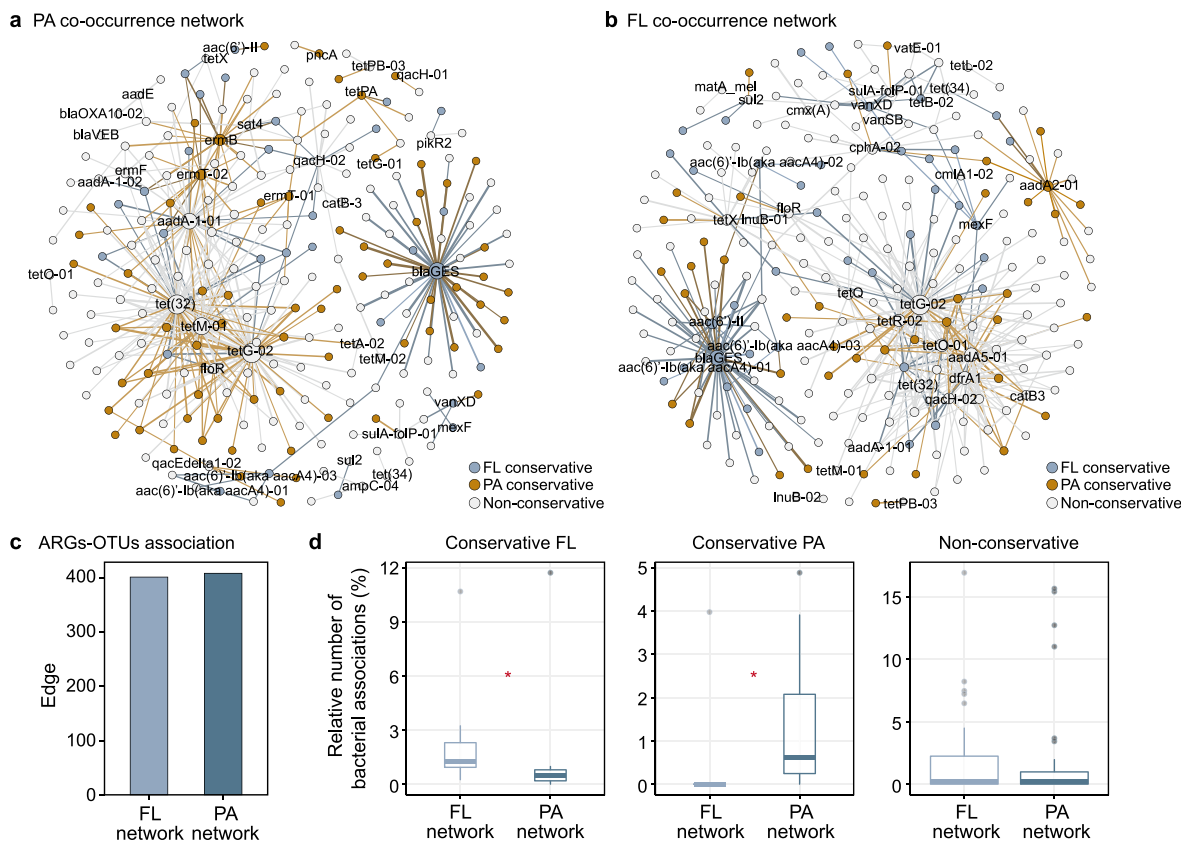 a PA co-occurrence network
aac(6')-II
tetX
pncA
tetPB-03
qacH-01
aadE
tetPA
blaOXA10-02
sat4
blaVEB
ermB
qacH-02
pikR2
ermF
ermT-02
tetG-01
aadA-1-02
ermT-01
catB-3
aadA-1-01
tetO-01
blaGES
tet(32)
tetM-01
tetA-02
tetG-02
tetM-02
floR
vanXD
mexF
sulA-folP-01
qacEdelta1-02
sul2
aac(6)'-Ib(aka aacA4)-03
tet(34)
aac(6)'-Ib(aka aacA4)-01
ampC-04
FL conservative
PA conservative
Non-conservative
b FL co-occurrence network
vatE-01
tetL-02
matA_mel
sulA-folP-01
tet(34)
sul2
vanXD
tetB-02
cmx(A)
vanSB
cphA-02
aac(6)'-Ib(aka aacA4)-02
cmlA1-02
aadA2-01
floR
tetX
lnuB-01
mexF
tetQ
tetG-02
aac(6')-II
tetR-02
aac(6)'-Ib(aka aacA4)-03
tetO-01
blaGES
aadA5-01
aac(6)'-Ib(aka aacA4)-01
dfrA1
tet(32)
qacH-02
catB3
aadA-1-01
tetM-01
lnuB-02
tetPB-03
FL conservative
PA conservative
Non-conservative
c ARGs-OTUs association
Edge
400
300
200
100
0
FL
network
PA
network
d
Relative number of
bacterial associations (%)
Conservative FL
12
9
6
3
0
*
FL
network
PA
network
Conservative PA
5
4
3
2
1
0
*
FL
network
PA
network
Non-conservative
15
10
5
0
FL
network
PA
network